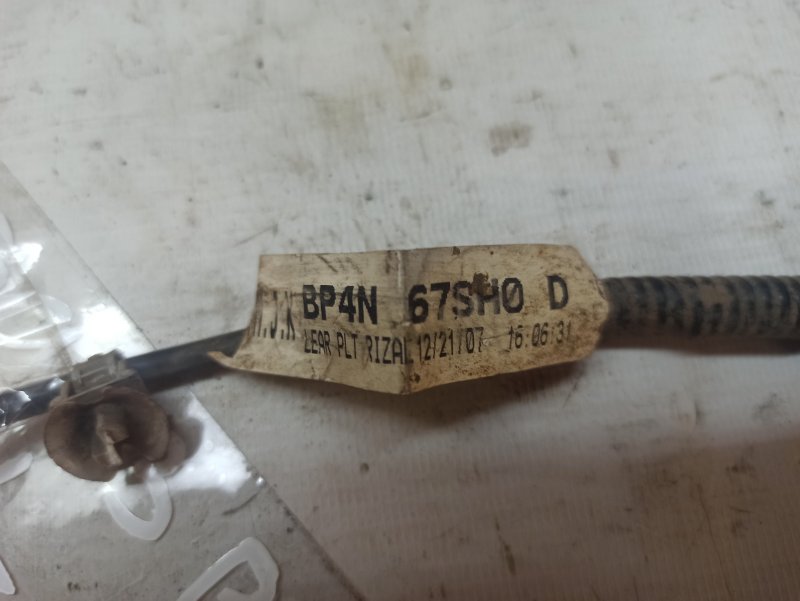 BP4N 67SH0 D
LEAR PLT RIZAL 12/21/07 16:06:31